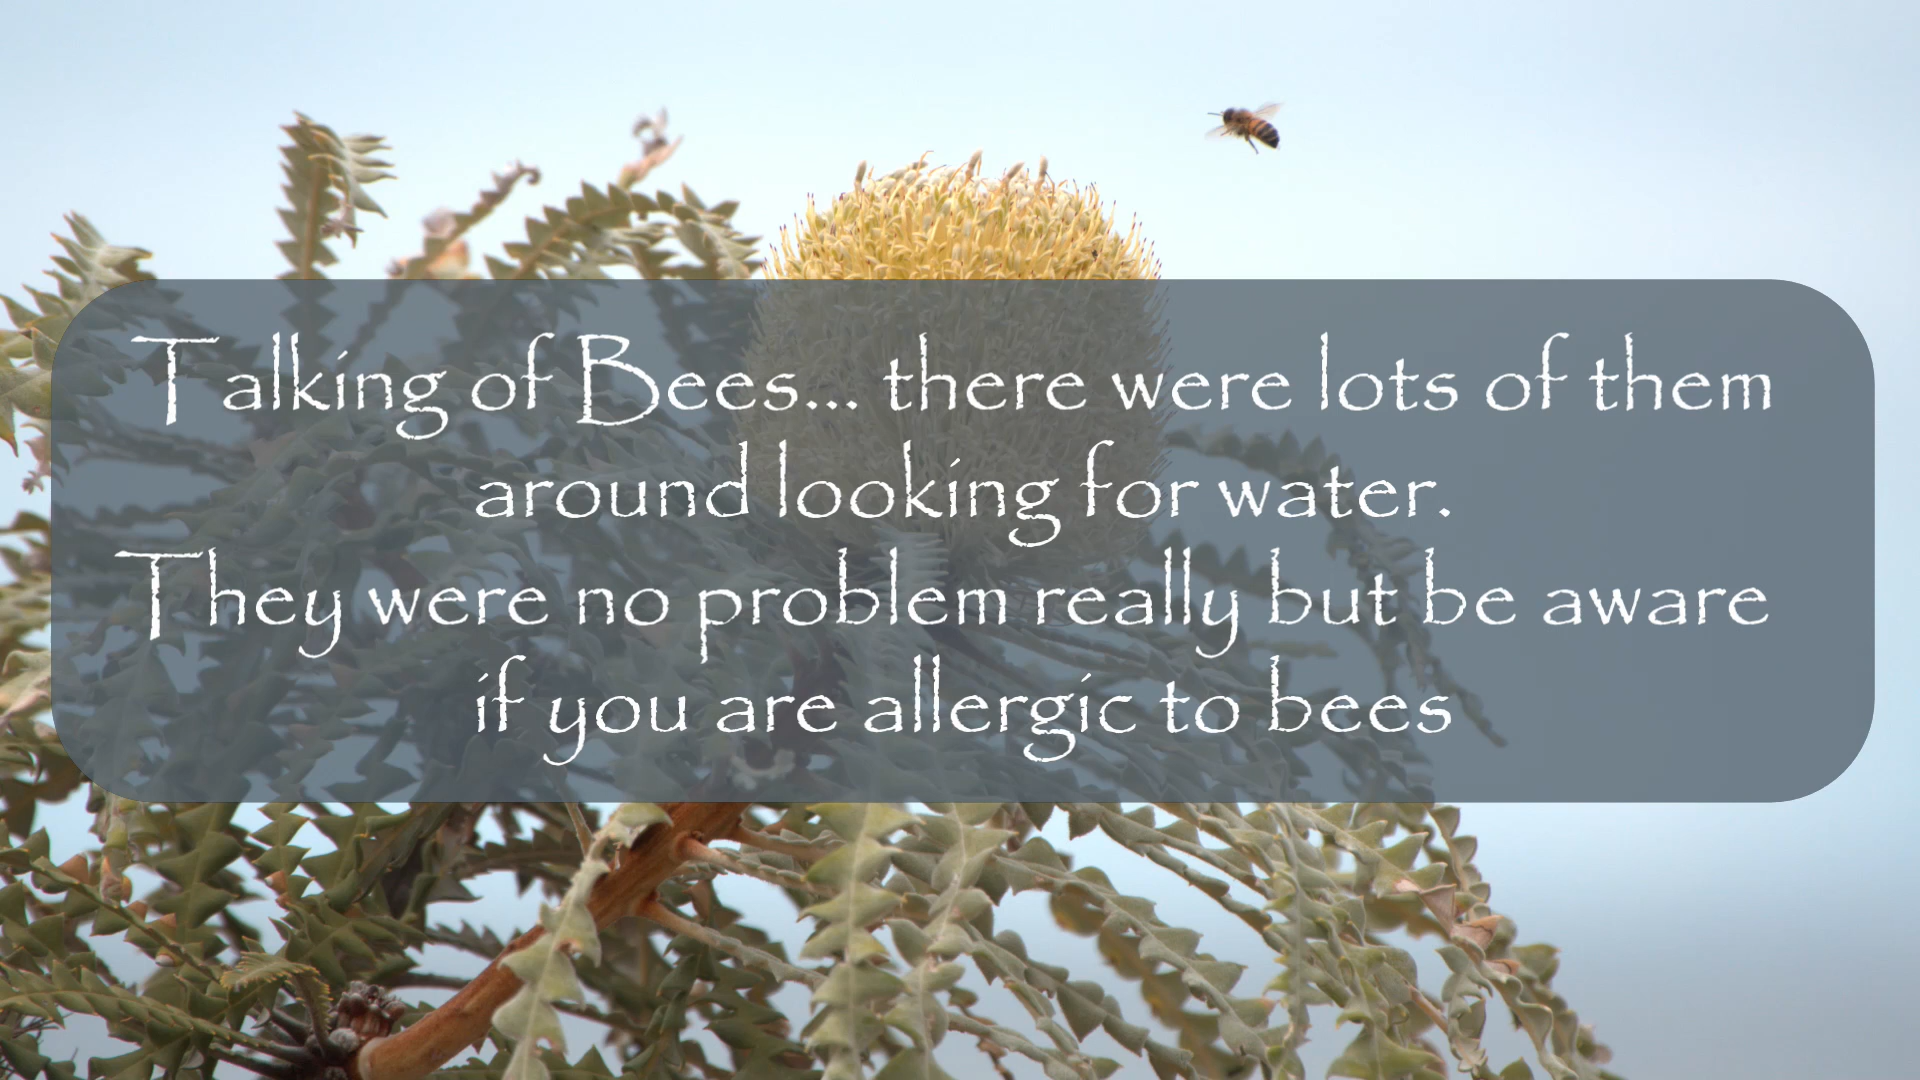 Talking of Bees... there were lots of them
around looking for water.
They were no problem really but be aware
if you are allergic to bees